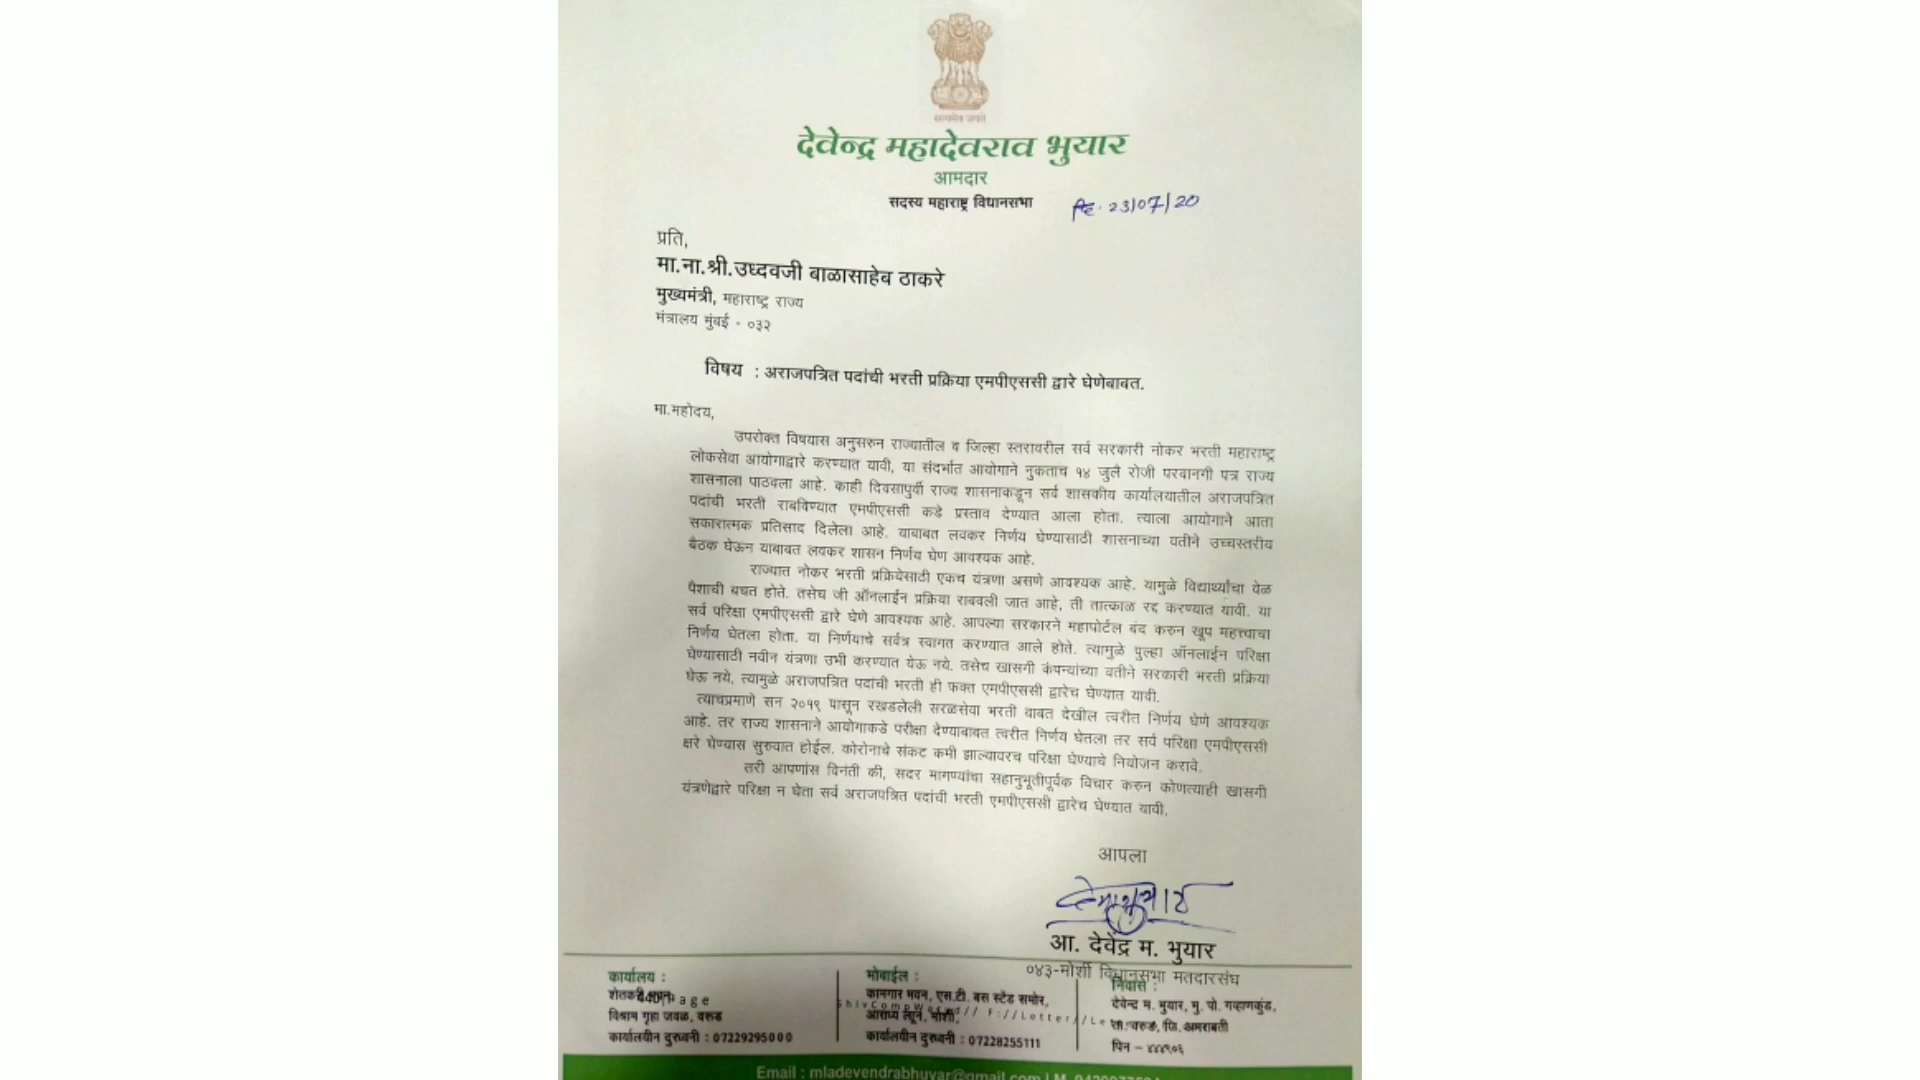 सत्यमेव जयते
देवेन्द्र महादेवराव भुयार
आमदार
सदस्य महाराष्ट्र विधानसभा
23/07/20
प्रति,
मा.ना.श्री.उध्दवजी बाळासाहेब ठाकरे
मुख्यमंत्री, महाराष्ट्र राज्य
मंत्रालय मुंबई - ०३२
विषय : अराजपत्रित पदांची भरती प्रक्रिया एमपीएससी द्वारे घेणेबाबत.
मा.महोदय,
उपरोक्त विषयास अनुसरुन राज्यातील व जिल्हा स्तरावरील सर्व सरकारी नोकर भरती महाराष्ट्र
लोकसेवा आयोगाद्वारे करण्यात यावी, या संदर्भात आयोगाने नुकताच १४ जुलै रोजी परवानगी पत्र राज्य
शासनाला पाठवला आहे. काही दिवसापुर्वी राज्य शासनाकडून सर्व शासकीय कार्यालयातील अराजपत्रित
पदांची भरती राबविण्यात एमपीएससी कडे प्रस्ताव देण्यात आला होता. त्याला आयोगाने आता
सकारात्मक प्रतिसाद दिलेला आहे. याबाबत लवकर निर्णय घेण्यासाठी शासनाच्या वतीने उच्चस्तरीय
बैठक घेऊन याबाबत लवकर शासन निर्णय घेण आवश्यक आहे.
राज्यात नोकर भरती प्रक्रियेसाठी एकच यंत्रणा असणे आवश्यक आहे. यामुळे विद्यार्थ्यांचा वेळ
पैशाची बचत होते. तसेच जी ऑनलाईन प्रक्रिया राबवली जात आहे, ती तात्काळ रद्द करण्यात यावी. या
सर्व परिक्षा एमपीएससी द्वारे घेणे आवश्यक आहे. आपल्या सरकारने महापोर्टल बंद करुन खूप महत्त्वाचा
निर्णय घेतला होता. या निर्णयाचे सर्वत्र स्वागत करण्यात आले होते. त्यामुळे पुल्हा ऑनलाईन परिक्षा
घेण्यासाठी नवीन यंत्रणा उभी करण्यात येऊ नये. तसेच खासगी कंपन्यांच्या वतीने सरकारी भरती प्रक्रिया
घेऊ नये. त्यामुळे अराजपत्रित पदांची भरती ही फक्त एमपीएससी द्वारेच घेण्यात यावी.
त्याचप्रमाणे सन २०१९ पासून रखडलेली सरळसेवा भरती बाबत देखील त्वरीत निर्णय घेणे आवश्यक
आहे. तर राज्य शासनाने आयोगाकडे परीक्षा देण्याबाबत त्वरीत निर्णय घेतला तर सर्व परिक्षा एमपीएससी
क्षरे घेण्यास सुरुवात होईल. कोरोनाचे संकट कमी झाल्यावरच परिक्षा घेण्याचे नियोजन करावे.
तरी आपणांस विनंती की, सदर मागण्यांचा सहानुभूतीपूर्वक विचार करुन कोणत्याही खासगी
यंत्रणेद्वारे परिक्षा न घेता सर्व अराजपत्रित पदांची भरती एमपीएससी द्वारेच घेण्यात यावी.
आपला
आ. देवेंद्र म. भुयार
०४३-मोर्शी विधानसभा मतदारसंघ
कार्यालय :
शेतकरी
विश्राम गृहा जवळ, वरुड
कार्यालयीन दुरुध्वनी : 07229295000
मोबाईल :
कामगार भवन, एस.टी. बस स्टॅंड समोर,
मोर्शी,
कार्यालयीन दुरुध्वनी : 07228255111
निवास :
देवेन्द्र म. भुयार, मु. पो. गव्हाणकुंड,
ता. वरुड, जि. अमरावती
पिन – ४४४९०६
Email : mladevendrabhuyar@gmail.com